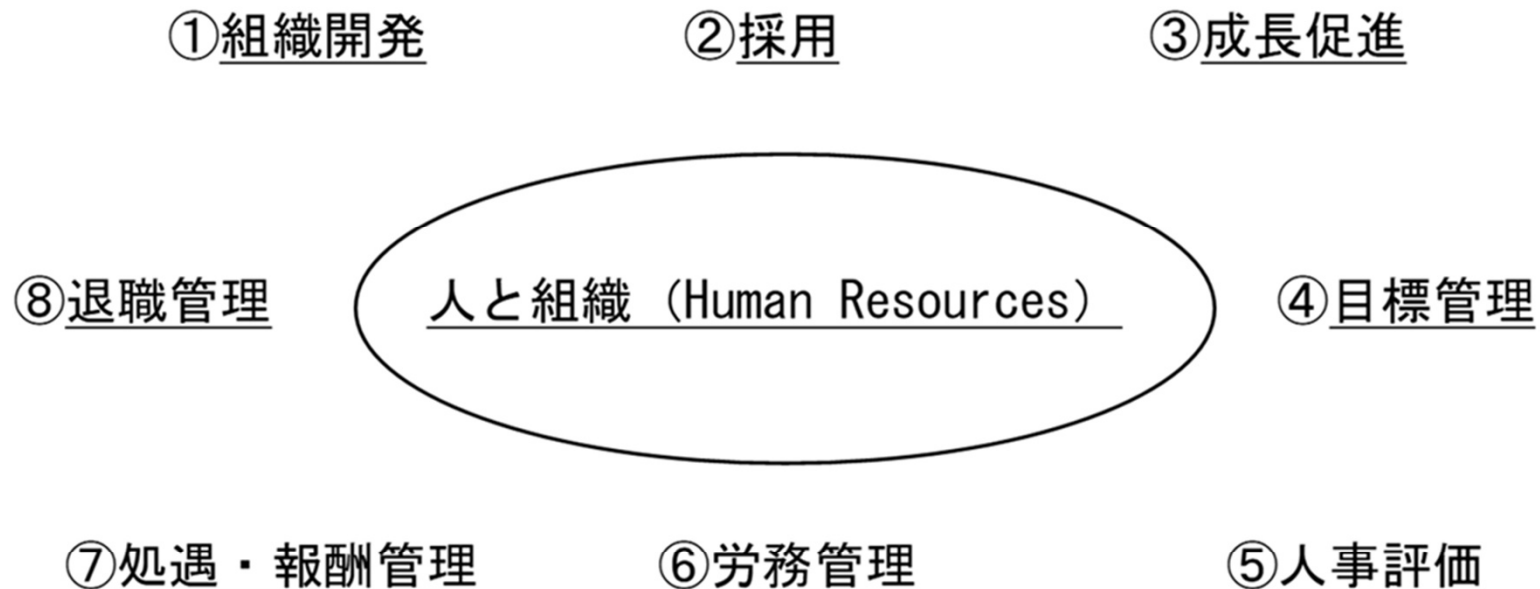 ①組織開発
②採用
③成長促進
⑧退職管理
人と組織（Human Resources）
④目標管理
⑦処遇・報酬管理
⑥労務管理
⑤人事評価